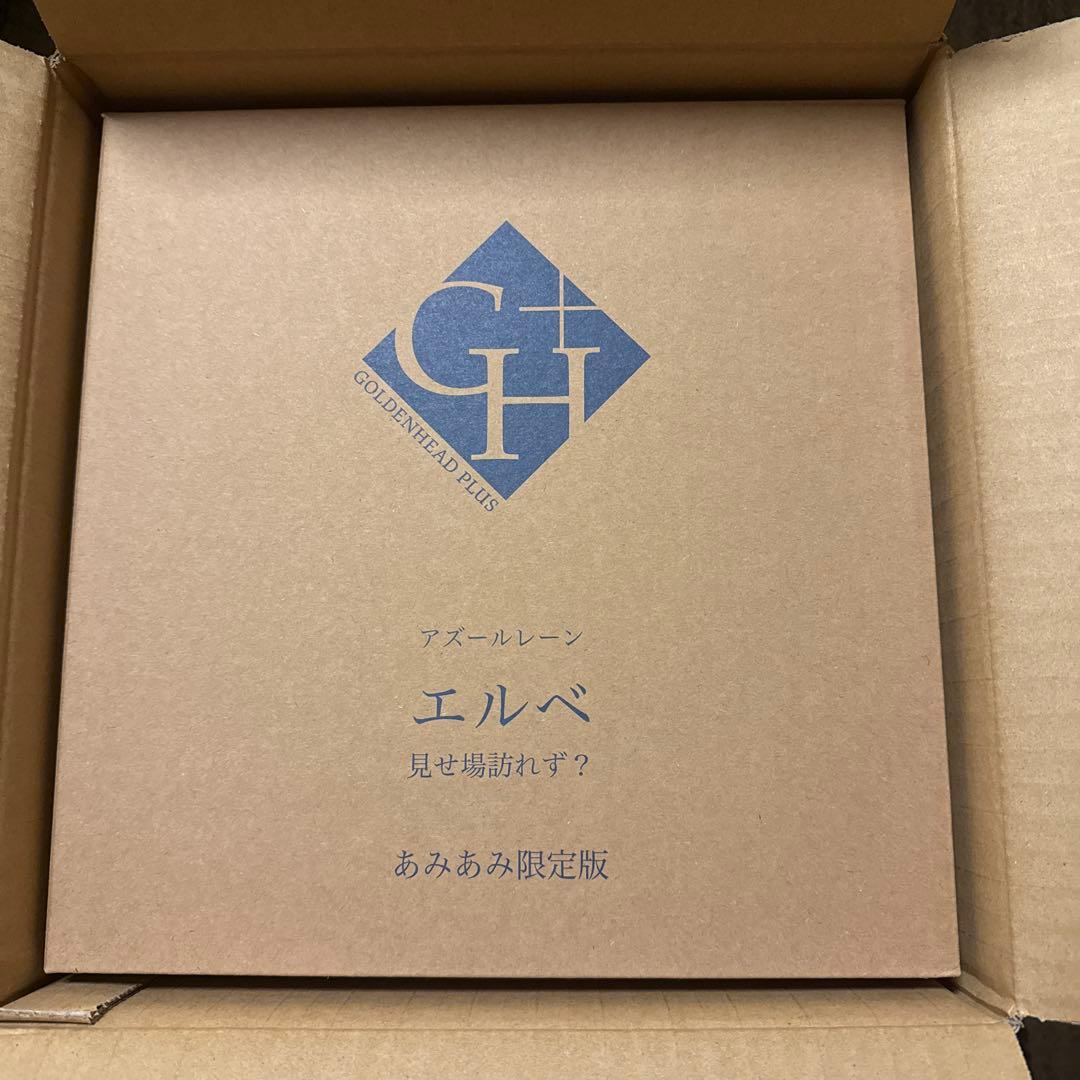 GH+
GOLDENHEAD PLUS
アズールレーン
エルベ
見せ場訪れず？
あみあみ限定版